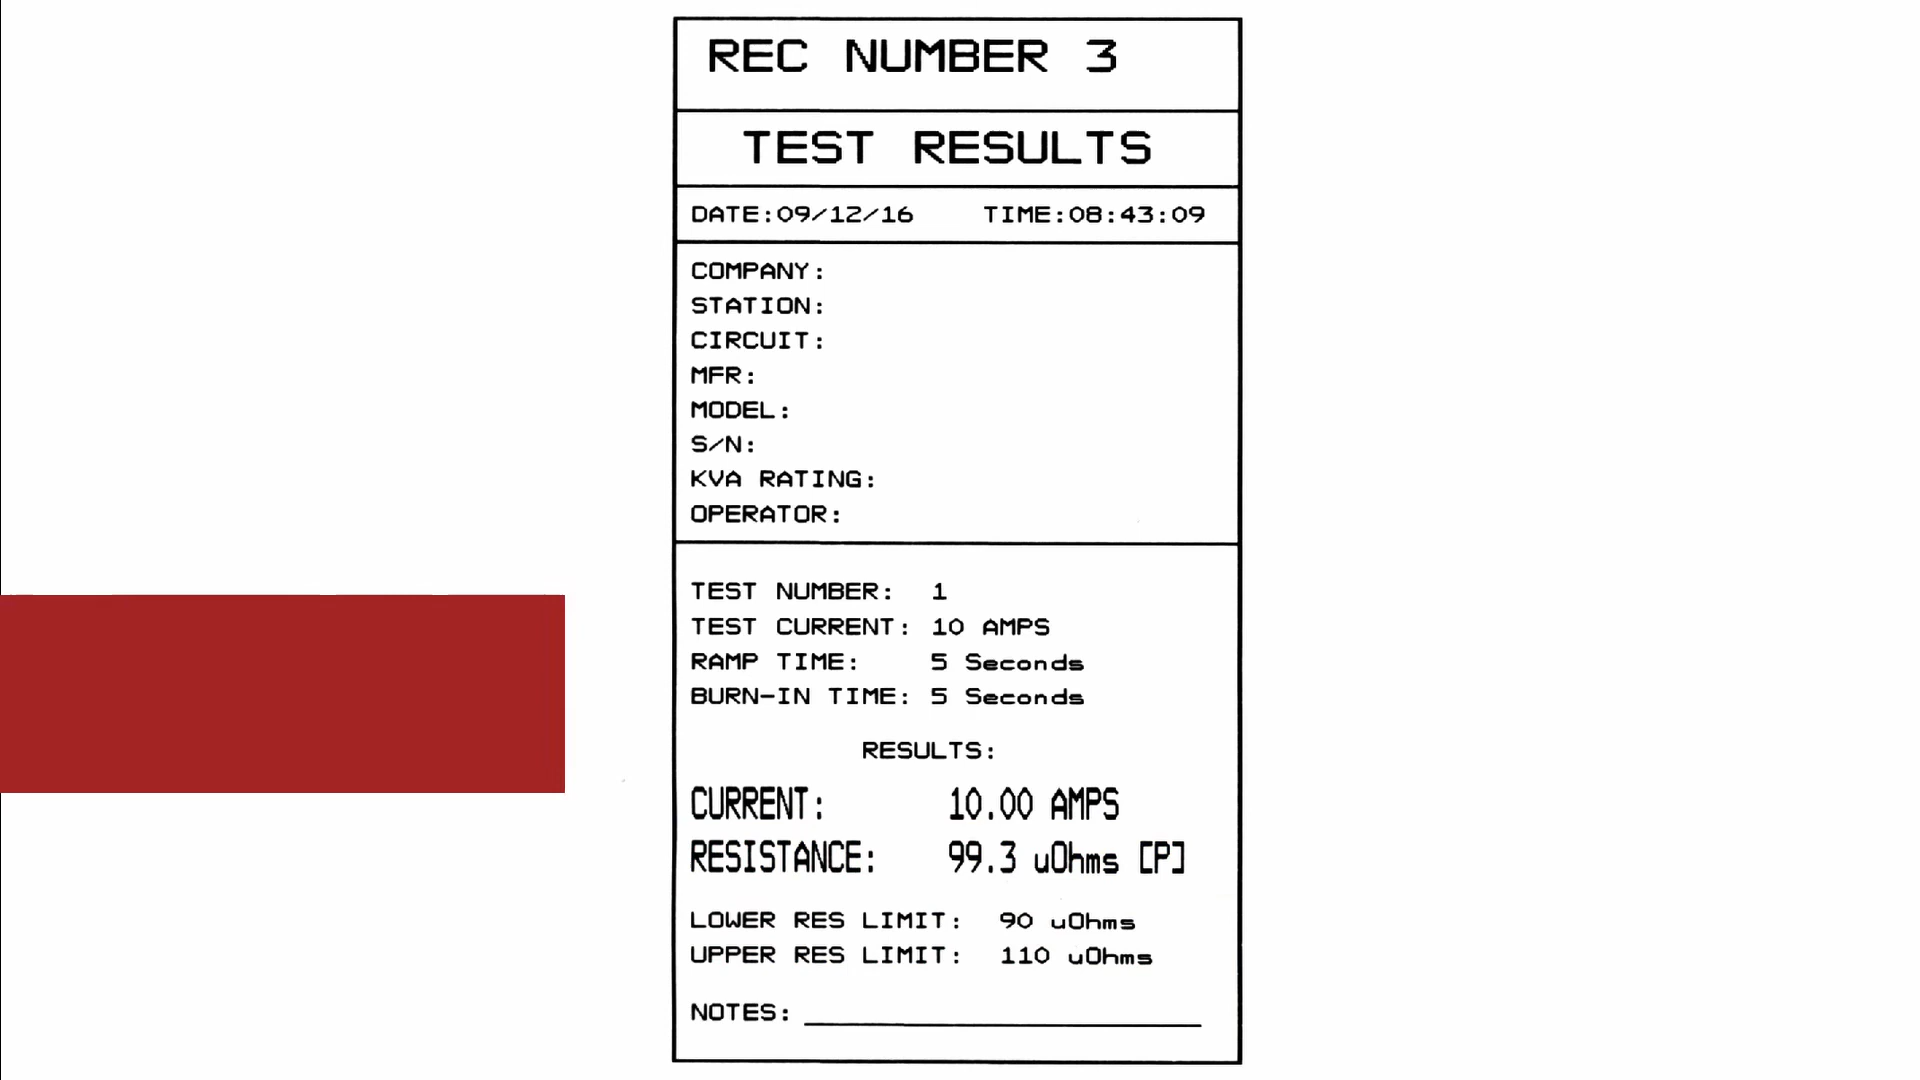 REC NUMBER 3
TEST RESULTS
DATE:09/12/16 TIME:08:43:09
COMPANY:
STATION:
CIRCUIT:
MFR:
MODEL:
S/N:
KVA RATING:
OPERATOR:
TEST NUMBER: 1
TEST CURRENT: 10 AMPS
RAMP TIME: 5 Seconds
BURN-IN TIME: 5 Seconds
RESULTS:
CURRENT: 10.00 AMPS
RESISTANCE: 99.3 uOhms [P]
LOWER RES LIMIT: 90 uOhms
UPPER RES LIMIT: 110 uOhms
NOTES: